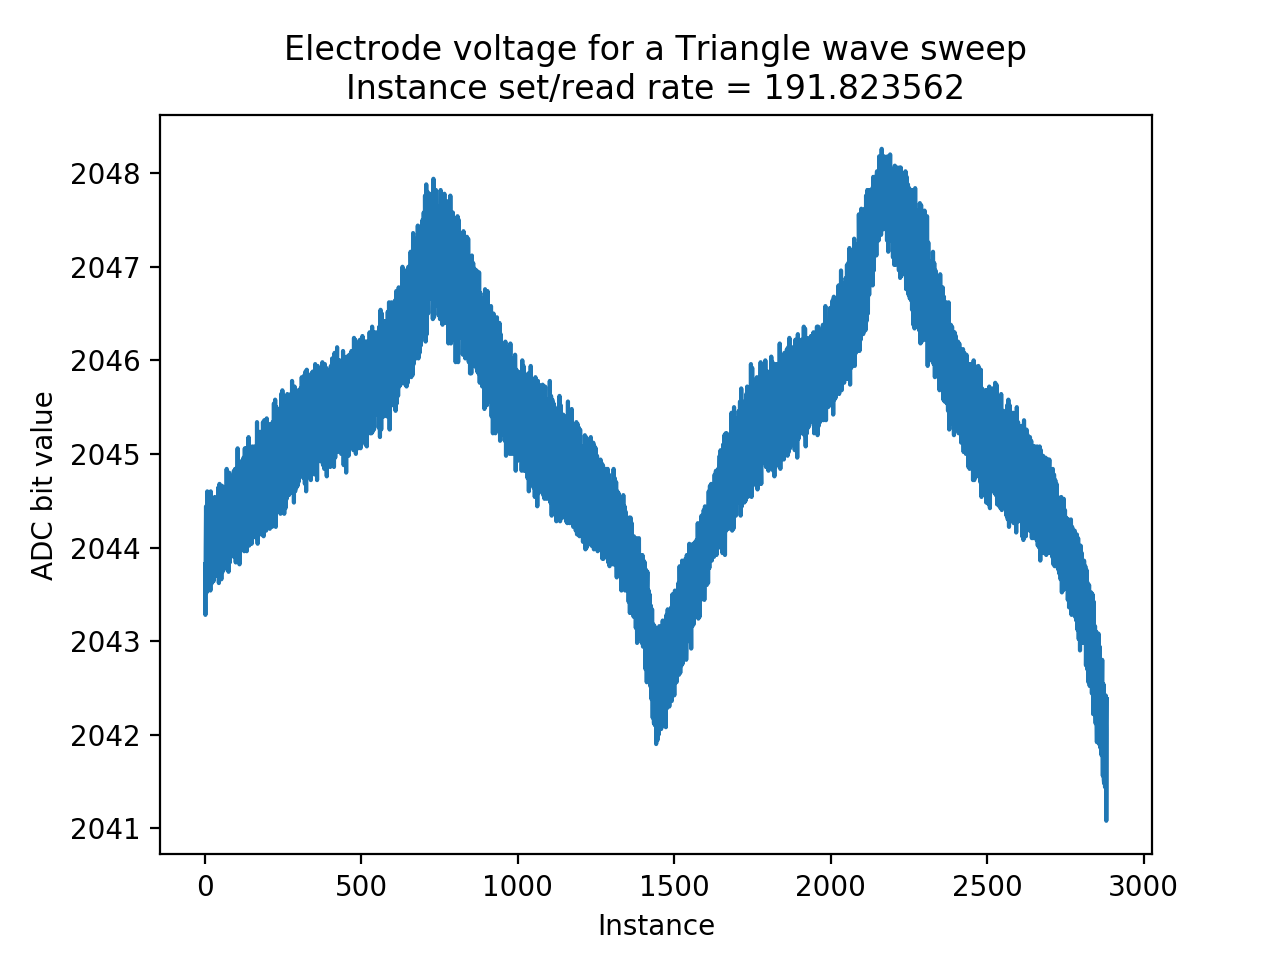 Electrode voltage for a Triangle wave sweep
Instance set/read rate = 191.823562
ADC bit value
2048
2047
2046
2045
2044
2043
2042
2041
0 500 1000 1500 2000 2500 3000
Instance